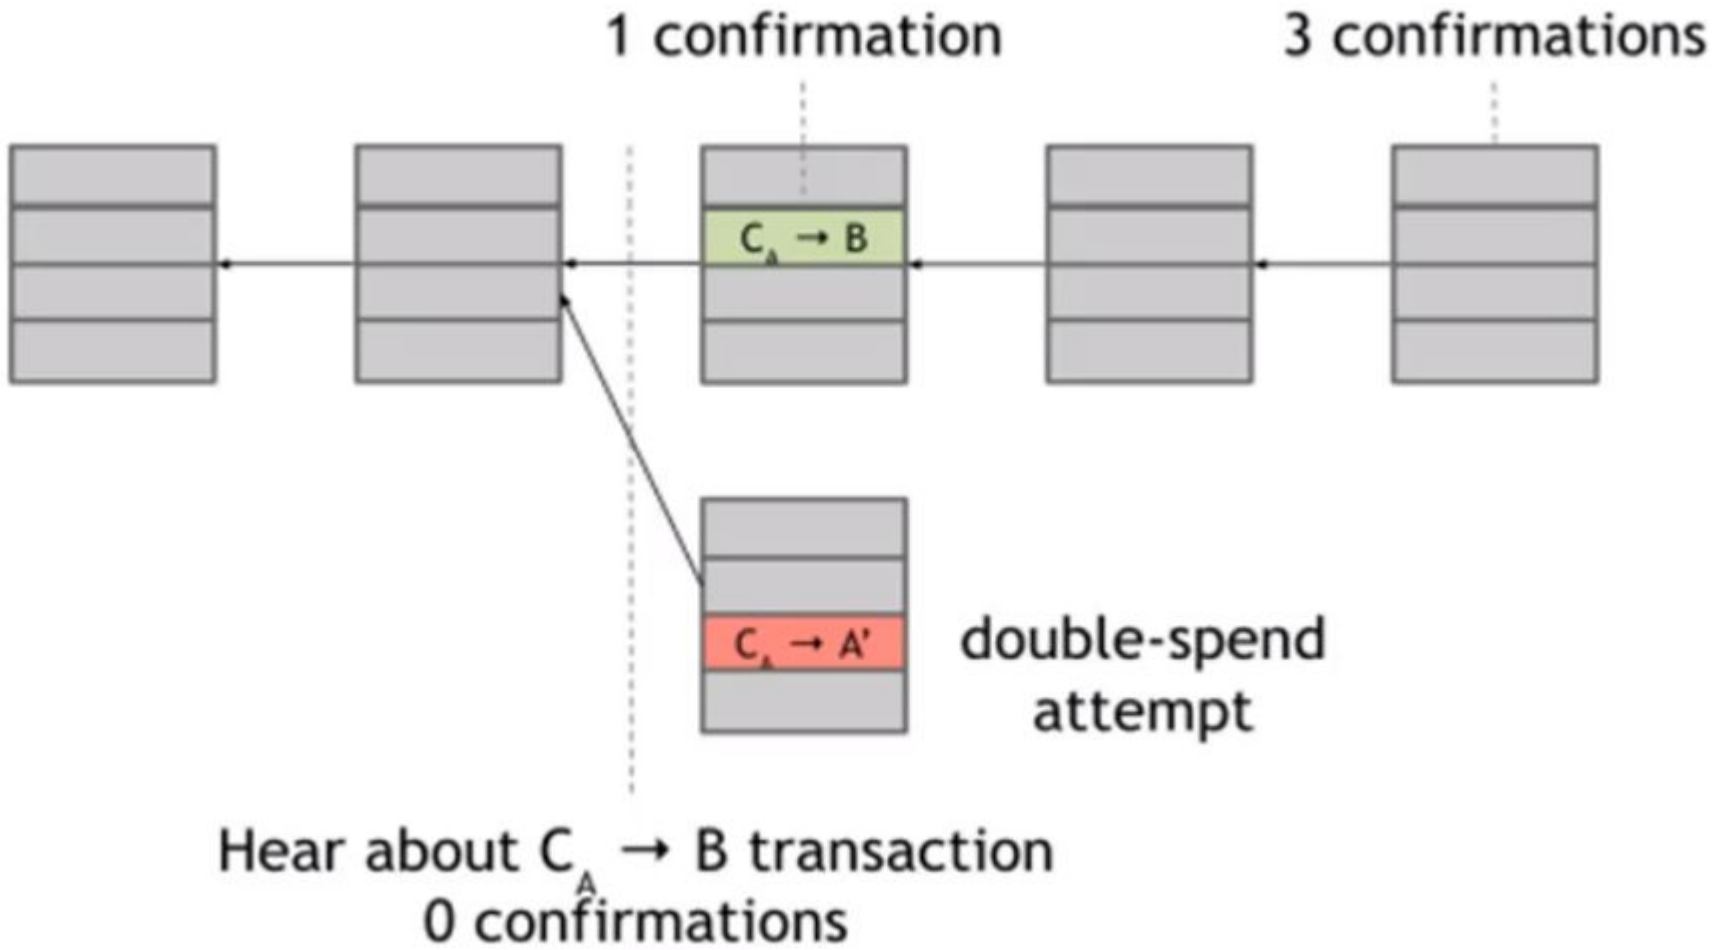 1 confirmation
3 confirmations
C_A → B
C_A → A’
double-spend
attempt
Hear about C_A → B transaction
0 confirmations